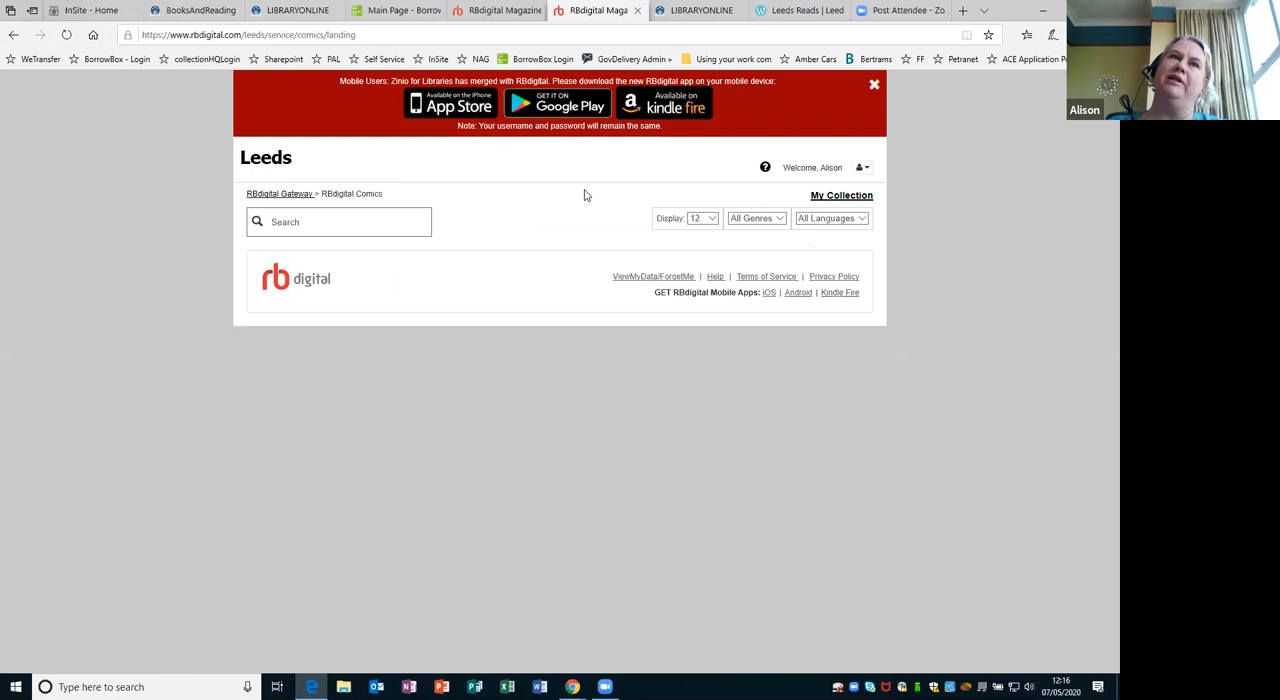 InSite - Home
BooksAndReading
LIBRARYONLINE
Main Page - Borrow
RBdigital Magazine
RBdigital Maga
LIBRARYONLINE
Leeds Reads | Leed
Post Attendee - Zo
https://www.rbdigital.com/leeds/service/comics/landing
WeTransfer
BorrowBox - Login
collectionHQLogin
Sharepoint
PAL
Self Service
InSite
NAG
BorrowBox Login
GovDelivery Admin »
Using your work com
Amber Cars
B Bertrams
FF
Petranet
ACE Application P
Mobile Users: Zinio for Libraries has merged with RBdigital. Please download the new RBdigital app on your mobile device:
Available on the iPhone
App Store
GET IT ON
Google Play
Available on
kindle fire
Note: Your username and password will remain the same.
Alison
Leeds
Welcome, Alison
RBdigital Gateway > RBdigital Comics
My Collection
Search
Display: 12
All Genres
All Languages
rb digital
ViewMyData/ForgetMe | Help | Terms of Service | Privacy Policy
GET RBdigital Mobile Apps: iOS | Android | Kindle Fire
Type here to search
12:16
07/05/2020